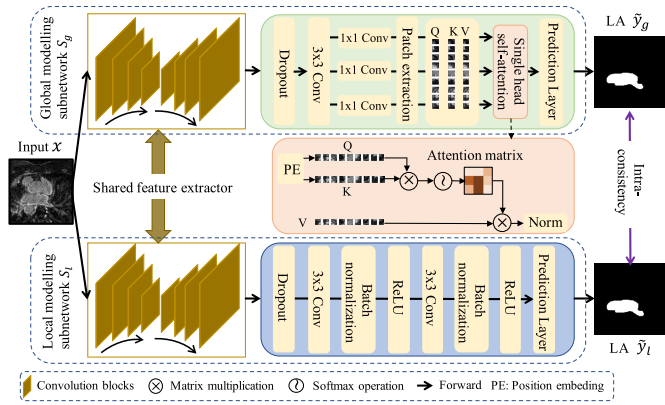 Global modelling
subnetwork S_g
Dropout
3x3 Conv
1x1 Conv
1x1 Conv
1x1 Conv
Patch extraction
Q K V
Single head
self-attention
Prediction Layer
LA ỹ_g
Input x
Shared feature extractor
PE
Q
K
V
Attention matrix
Norm
Intra-
consistency
Local modelling
subnetwork S_l
Dropout
3x3 Conv
Batch
normalization
ReLU
3x3 Conv
Batch
normalization
ReLU
Prediction Layer
LA ỹ_l
Convolution blocks
Matrix multiplication
Softmax operation
Forward
PE: Position embeding